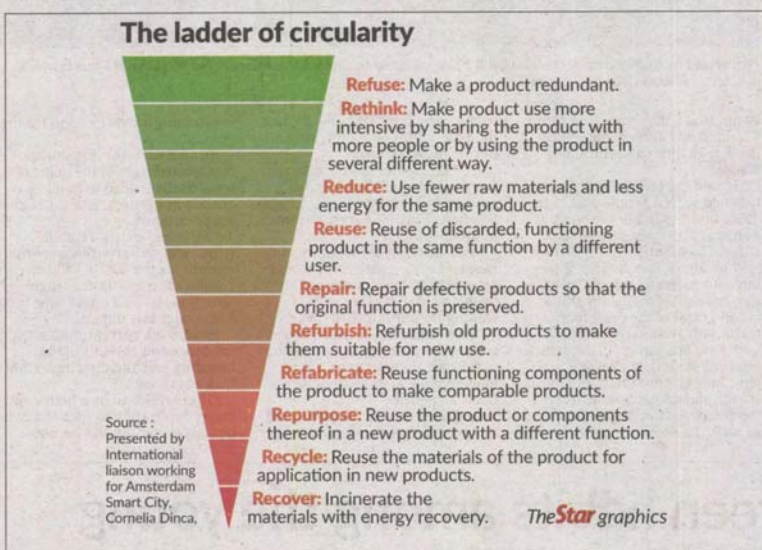 The ladder of circularity
Refuse: Make a product redundant.
Rethink: Make product use more
intensive by sharing the product with
more people or by using the product in
several different way.
Reduce: Use fewer raw materials and less
energy for the same product.
Reuse: Reuse of discarded, functioning
product in the same function by a different
user.
Repair: Repair defective products so that the
original function is preserved.
Refurbish: Refurbish old products to make
them suitable for new use.
Refabricate: Reuse functioning components of
the product to make comparable products.
Repurpose: Reuse the product or components
thereof in a new product with a different function.
Recycle: Reuse the materials of the product for
application in new products.
Recover: Incinerate the
materials with energy recovery.
Source :
Presented by
International
liaison working
for Amsterdam
Smart City,
Cornelia Dinca,
TheStar graphics